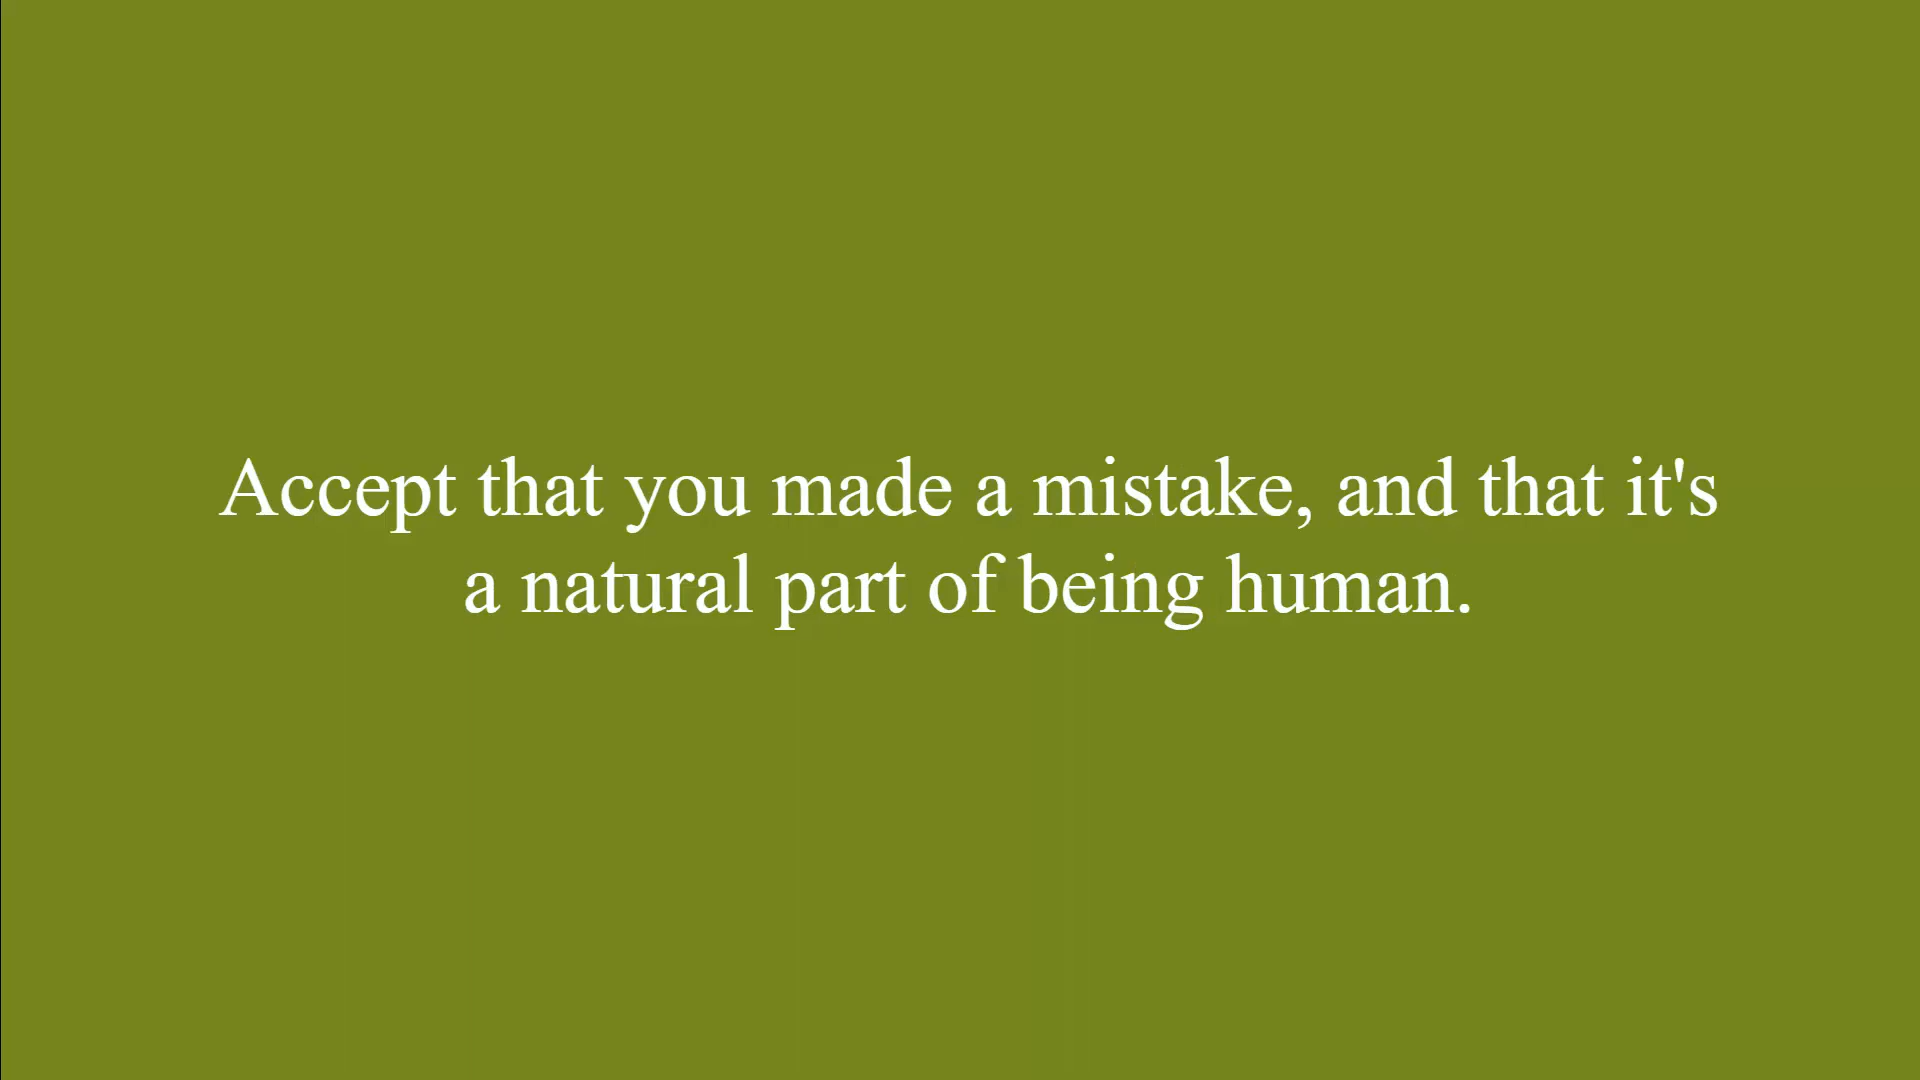 Accept that you made a mistake, and that it's
a natural part of being human.